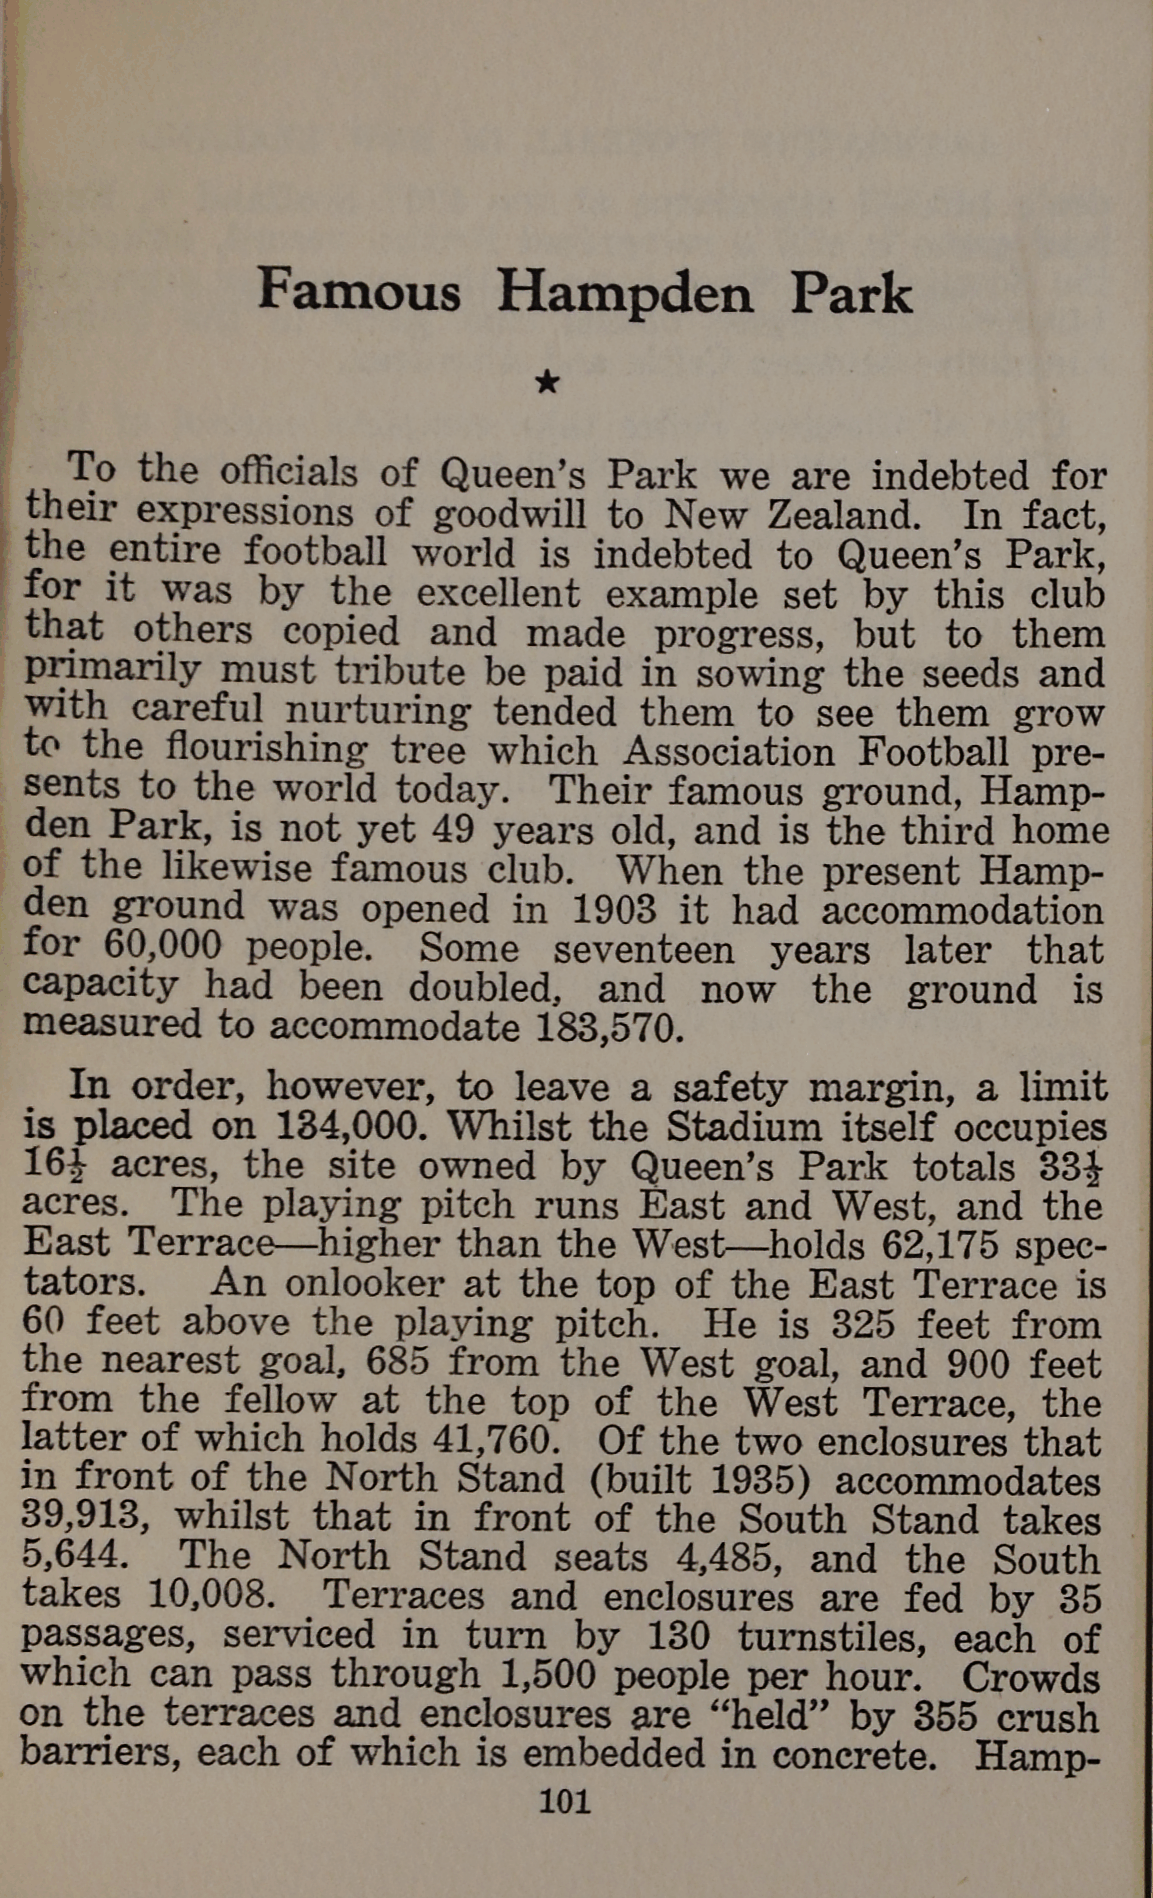 Famous Hampden Park
★
To the officials of Queen's Park we are indebted for
their expressions of goodwill to New Zealand. In fact,
the entire football world is indebted to Queen's Park,
for it was by the excellent example set by this club
that others copied and made progress, but to them
primarily must tribute be paid in sowing the seeds and
with careful nurturing tended them to see them grow
to the flourishing tree which Association Football pre-
sents to the world today. Their famous ground, Hamp-
den Park, is not yet 49 years old, and is the third home
of the likewise famous club. When the present Hamp-
den ground was opened in 1903 it had accommodation
for 60,000 people. Some seventeen years later that
capacity had been doubled, and now the ground is
measured to accommodate 183,570.
In order, however, to leave a safety margin, a limit
is placed on 134,000. Whilst the Stadium itself occupies
16½ acres, the site owned by Queen's Park totals 33½
acres. The playing pitch runs East and West, and the
East Terrace—higher than the West—holds 62,175 spec-
tators. An onlooker at the top of the East Terrace is
60 feet above the playing pitch. He is 325 feet from
the nearest goal, 685 from the West goal, and 900 feet
from the fellow at the top of the West Terrace, the
latter of which holds 41,760. Of the two enclosures that
in front of the North Stand (built 1935) accommodates
39,913, whilst that in front of the South Stand takes
5,644. The North Stand seats 4,485, and the South
takes 10,008. Terraces and enclosures are fed by 35
passages, serviced in turn by 130 turnstiles, each of
which can pass through 1,500 people per hour. Crowds
on the terraces and enclosures are "held" by 355 crush
barriers, each of which is embedded in concrete. Hamp-
101